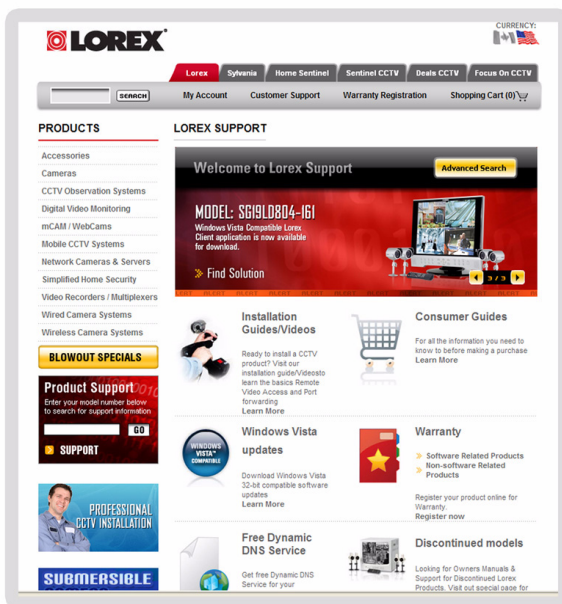 CURRENCY:
LOREX
Lorex Sylvania Home Sentinel Sentinel CCTV Deals CCTV Focus On CCTV
SEARCH My Account Customer Support Warranty Registration Shopping Cart (0)
PRODUCTS
Accessories
Cameras
CCTV Observation Systems
Digital Video Monitoring
mCAM / WebCams
Mobile CCTV Systems
Network Cameras & Servers
Simplified Home Security
Video Recorders / Multiplexers
Wired Camera Systems
Wireless Camera Systems
BLOWOUT SPECIALS
Product Support
Enter your model number below
to search for support information
GO
SUPPORT
PROFESSIONAL
CCTV INSTALLATION
SUBMERSIBLE
LOREX SUPPORT
Welcome to Lorex Support
Advanced Search
MODEL: SG19LD804-161
Windows Vista Compatible Lorex
Client application is now available
for download.
Find Solution
3 / 3
Installation
Guides/Videos
Ready to install a CCTV
product? Visit our
installation guide/Videosto
learn the basics Remote
Video Access and Port
forwarding
Learn More
Consumer Guides
For all the information you need to
know to before making a purchase
Learn More
WINDOWS
VISTA™
COMPATIBLE
Windows Vista
updates
Download Windows Vista
32-bit compatible software
updates
Learn More
Warranty
Software Related Products
Non-software Related
Products
Register your product online for
Warranty.
Register now
Free Dynamic
DNS Service
Get free Dynamic DNS
Service for your
Discontinued models
Looking for Owners Manuals &
Support for Discontinued Lorex
Products. Visit out special page for